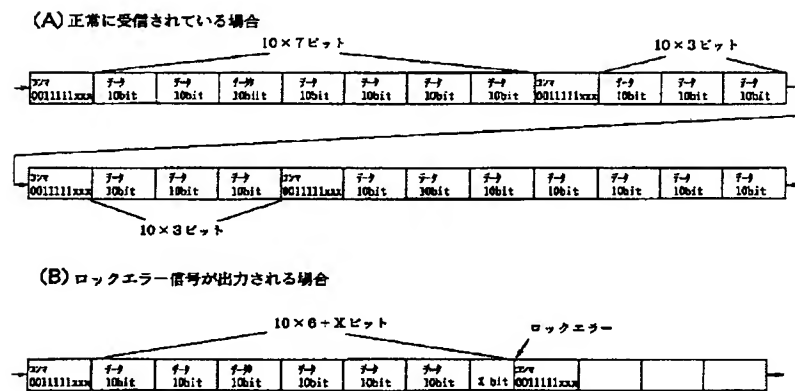 (A) 正常に受信されている場合
10×7ビット 10×3ビット
コンマ データ データ データ データ データ データ データ コンマ データ データ データ
0011111xxx 10bit 10bit 10bit 10bit 10bit 10bit 10bit 0011111xxx 10bit 10bit 10bit
コンマ データ データ データ コンマ データ データ データ データ データ データ データ
0011111xxx 10bit 10bit 10bit 0011111xxx 10bit 10bit 10bit 10bit 10bit 10bit 10bit
10×3ビット
(B) ロックエラー信号が出力される場合
10×6+Xビット ロックエラー
コンマ データ データ データ データ データ データ コンマ
0011111xxx 10bit 10bit 10bit 10bit 10bit 10bit X bit 0011111xxx